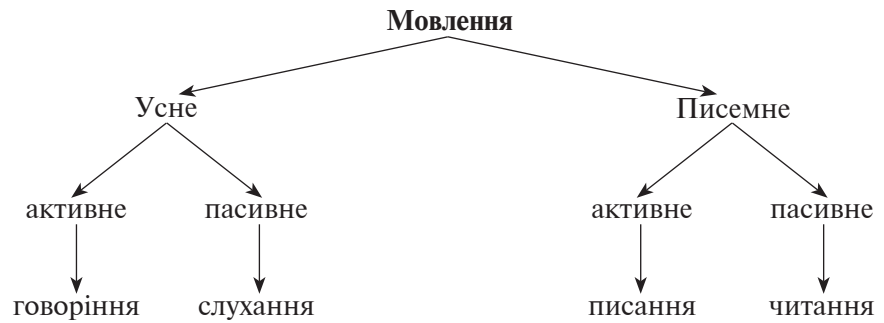 Мовлення
Усне Писемне
активне пасивне активне пасивне
говоріння слухання писання читання